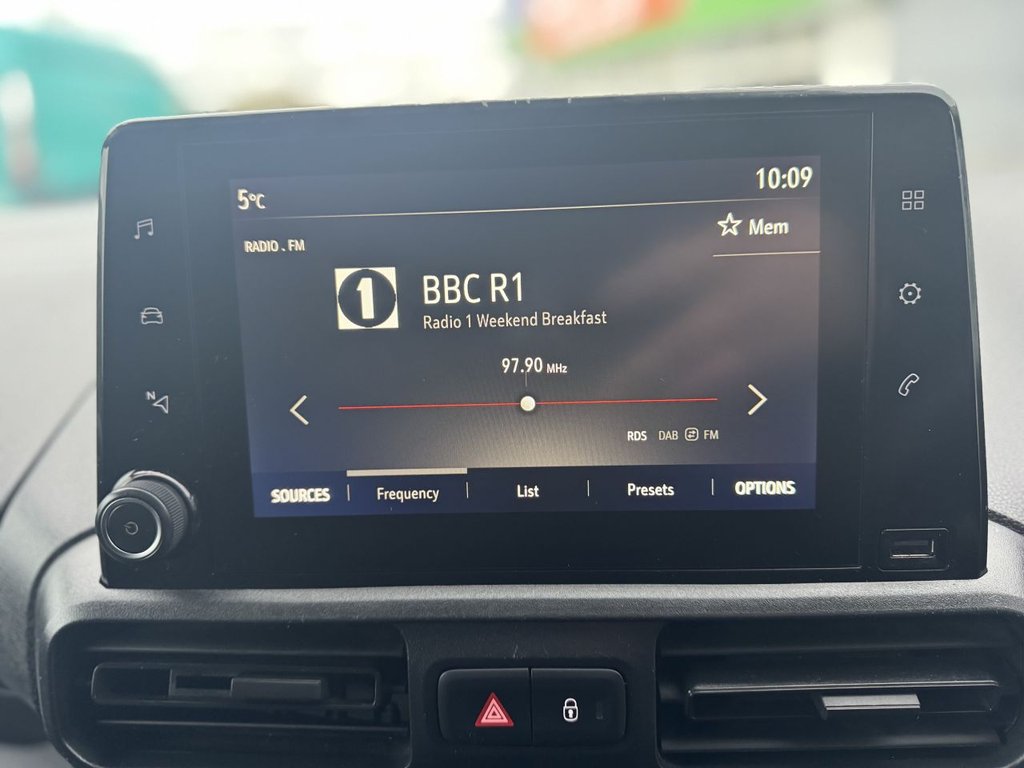 5°C
10:09
☆ Mem
RADIO . FM
1
BBC R1
Radio 1 Weekend Breakfast
97.90 MHz
RDS DAB FM
SOURCES | Frequency | List | Presets | OPTIONS
N